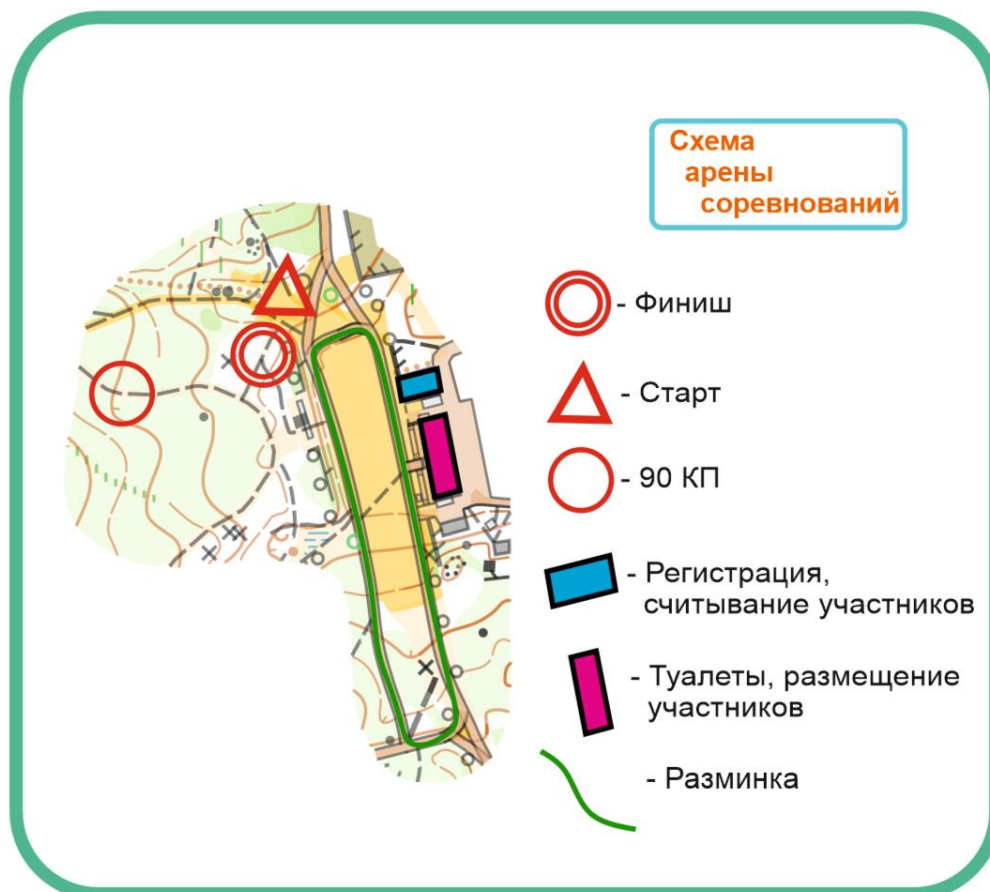 Схема
арены
соревнований
- Финиш
- Старт
- 90 КП
- Регистрация,
считывание участников
- Туалеты, размещение
участников
- Разминка